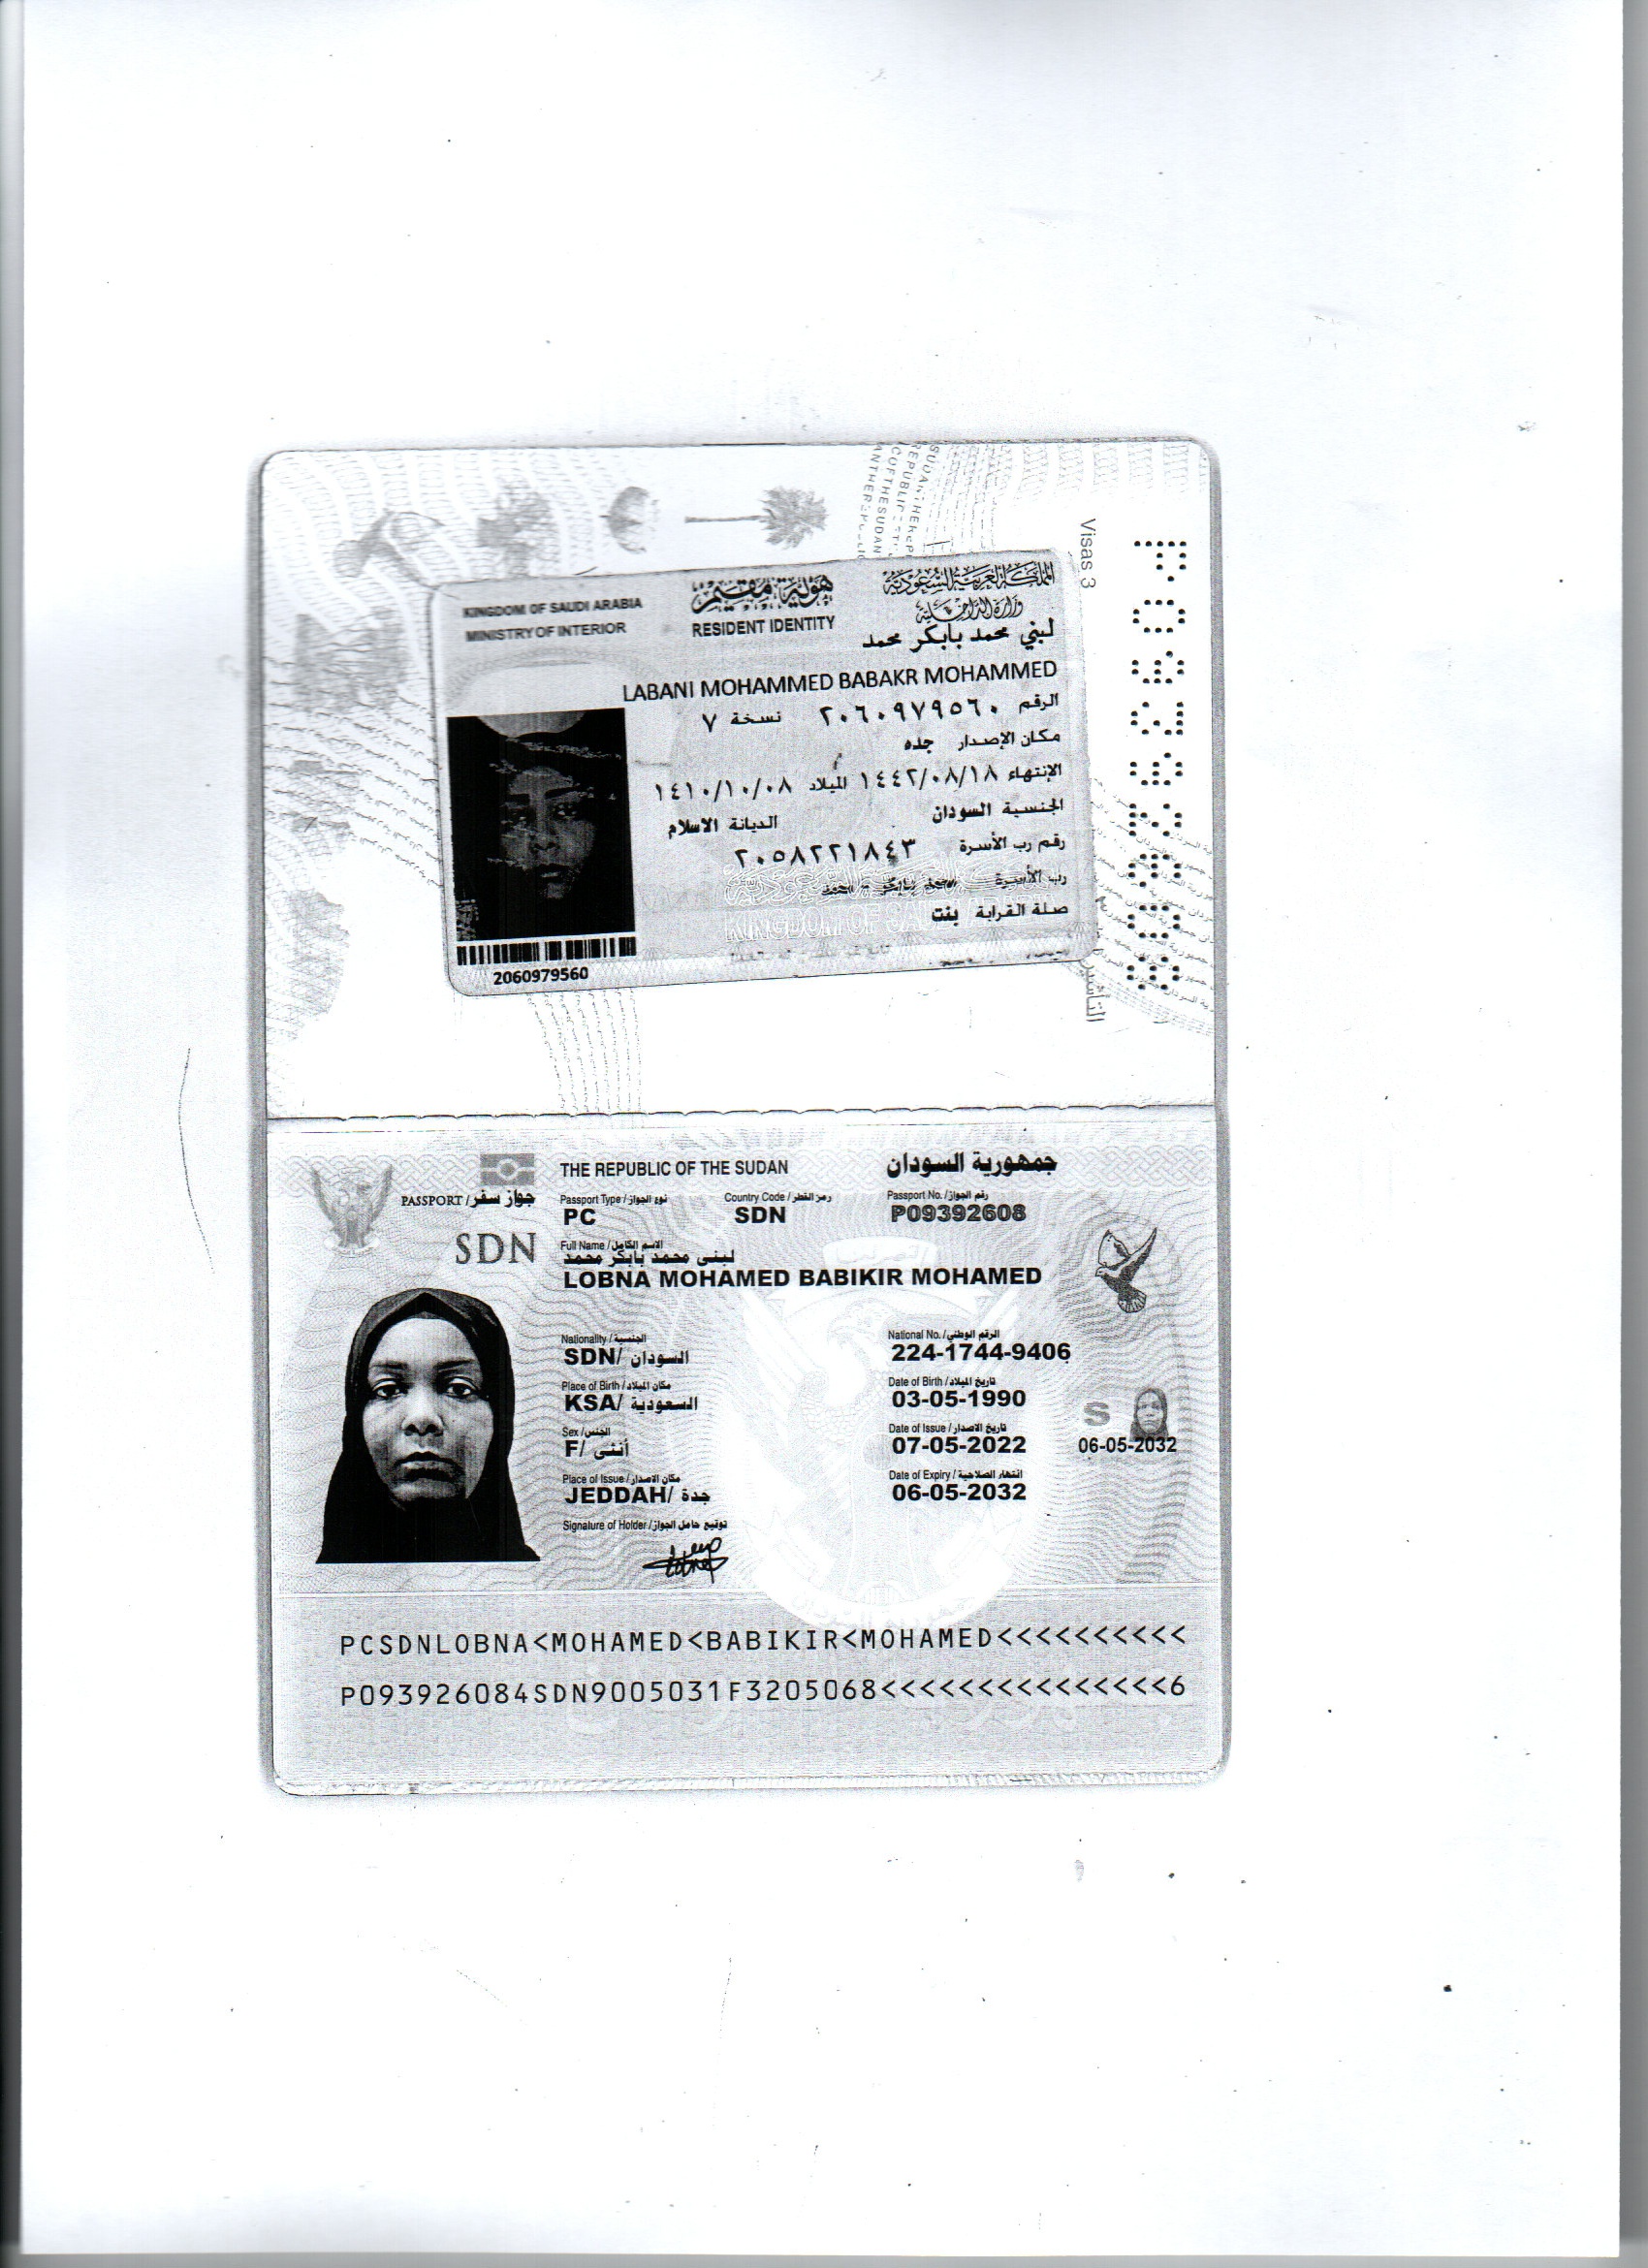 SUDAN·THEREP
REPUBLIC
COFTHESUDAN
Visas 3
P09392608
KINGDOM OF SAUDI ARABIA
MINISTRY OF INTERIOR
هوية مقيم
RESIDENT IDENTITY
المملكة العربية السعودية
وزارة الداخلية
لبني محمد بابكر محمد
LABANI MOHAMMED BABAKR MOHAMMED
الرقم ٢٠٦٠٩٧٩٥٦٠ نسخة ٧
مكان الإصدار جده
الإنتهاء ١٤٤٢/٠٨/١٨ الميلاد ١٤١٠/١٠/٠٨
الجنسية السودان الديانة الاسلام
رقم رب الأسرة ٢٠٥٨٢٢١٨٤٣
رب الأسرة
صلة القرابة بنت
KINGDOM OF SAUDI
2060979560
THE REPUBLIC OF THE SUDAN جمهورية السودان
PASSPORT / جواز سفر
Passport Type / نوع الجواز Country Code / رمز القطر Passport No. / رقم الجواز
PC SDN P09392608
SDN
Full Name / الاسم الكامل
لبنى محمد بابكر محمد
LOBNA MOHAMED BABIKIR MOHAMED
Nationality / الجنسية National No. / الرقم الوطني
SDN/ السودان 224-1744-9406
Place of Birth / مكان الميلاد Date of Birth / تاريخ الميلاد
KSA/ السعودية 03-05-1990
Sex / الجنس Date of Issue / تاريخ الاصدار
F/ أنثى 07-05-2022
S 06-05-2032
Place of Issue / مكان الاصدار Date of Expiry / انتهاء الصلاحية
JEDDAH/ جدة 06-05-2032
Signature of Holder / توقيع حامل الجواز
PCSDNLOBNA<MOHAMED<BABIKIR<MOHAMED<<<<<<<<<<
P093926084SDN9005031F3205068<<<<<<<<<<<<<<<6